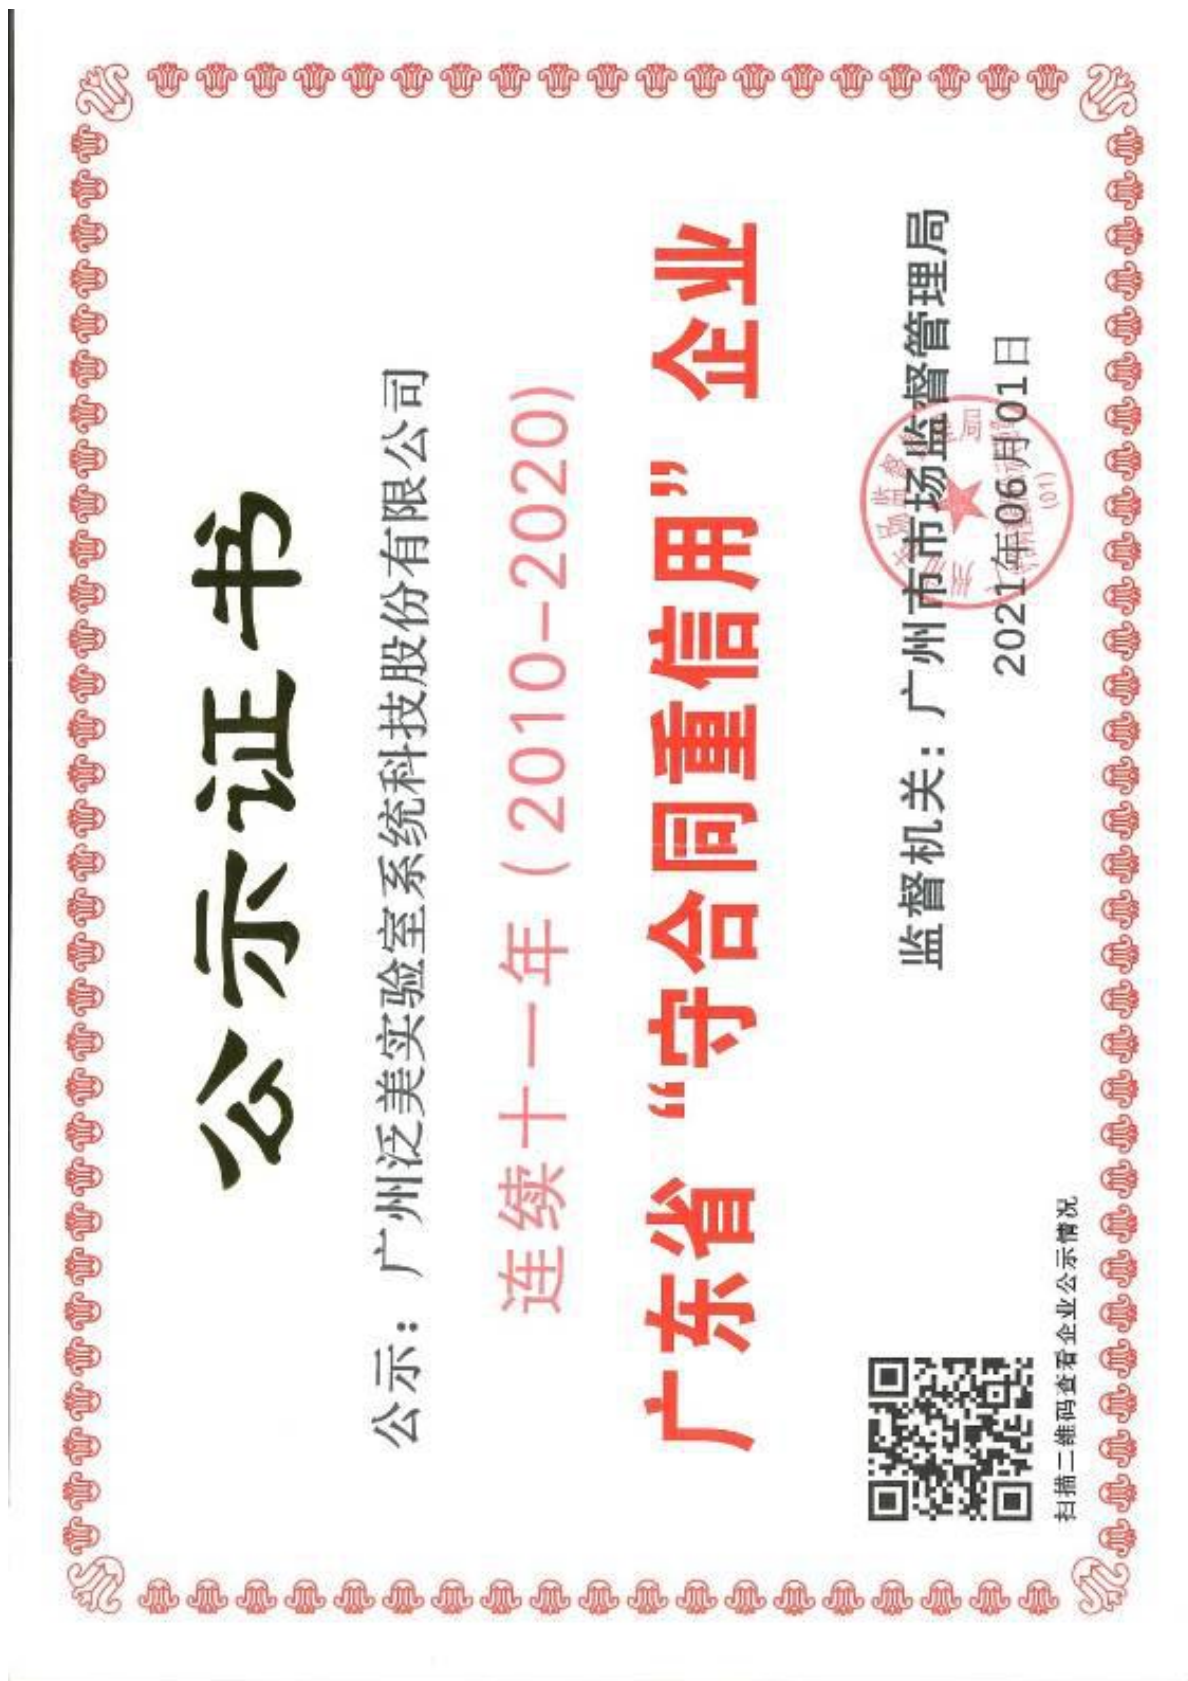 公示证书
公示：广州泛美实验室系统科技股份有限公司
连续十一年（2010-2020）
广东省“守合同重信用”企业
监督机关：广州市市场监督管理局
2021年06月01日
(01)
扫描二维码查看企业公示情况